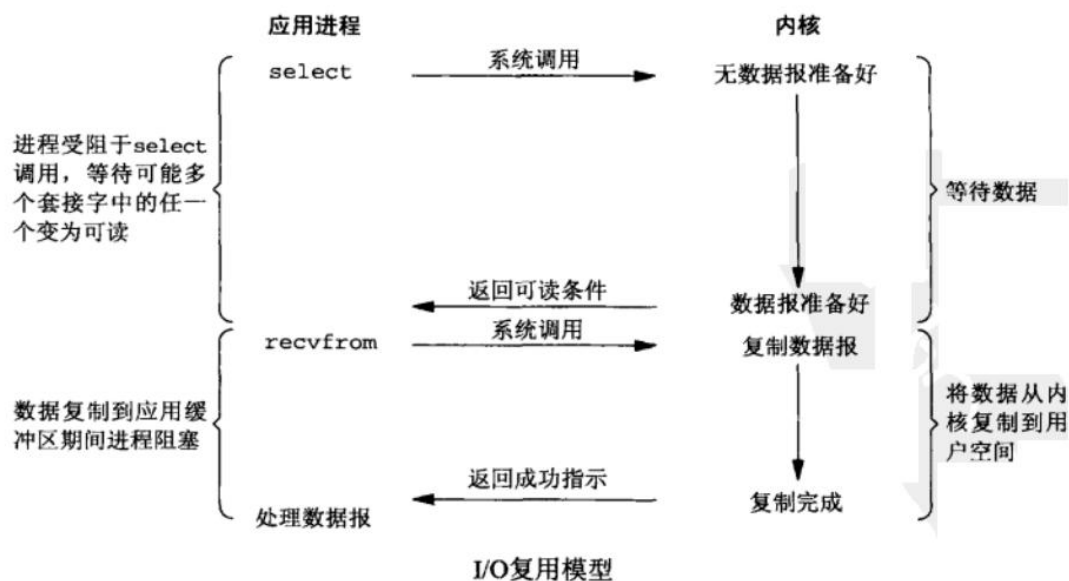 应用进程
内核
select
系统调用
无数据报准备好
进程受阻于select
调用，等待可能多
个套接字中的任一
个变为可读
等待数据
返回可读条件
数据报准备好
recvfrom
系统调用
复制数据报
数据复制到应用缓
冲区期间进程阻塞
将数据从内
核复制到用
户空间
返回成功指示
复制完成
处理数据报
I/O复用模型